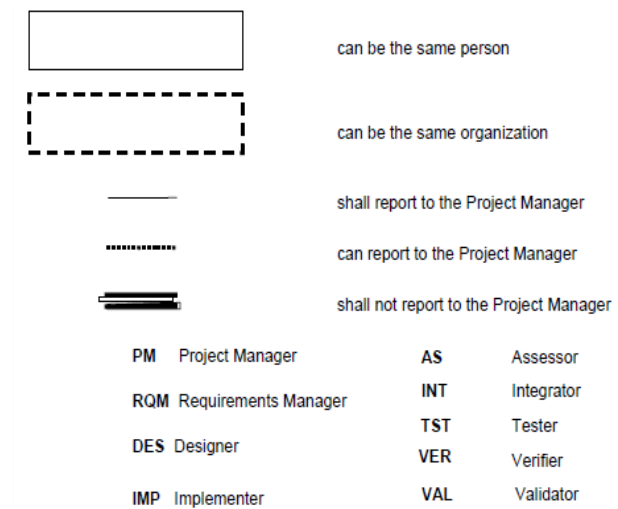 can be the same person
can be the same organization
shall report to the Project Manager
can report to the Project Manager
shall not report to the Project Manager
PM Project Manager
RQM Requirements Manager
DES Designer
IMP Implementer
AS Assessor
INT Integrator
TST Tester
VER Verifier
VAL Validator